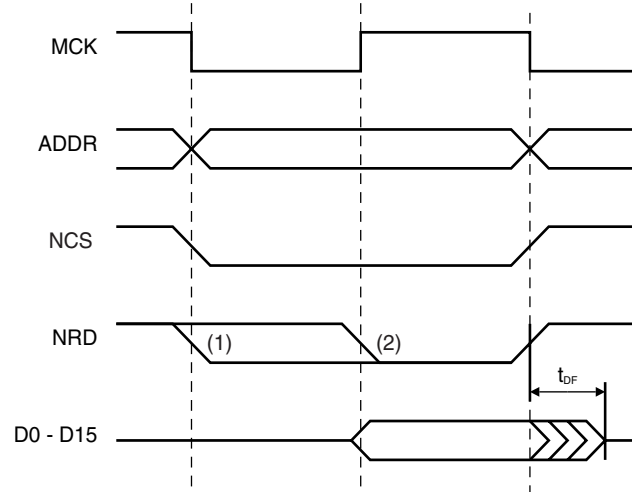 MCK
ADDR
NCS
NRD
(1)
(2)
tDF
D0 - D15